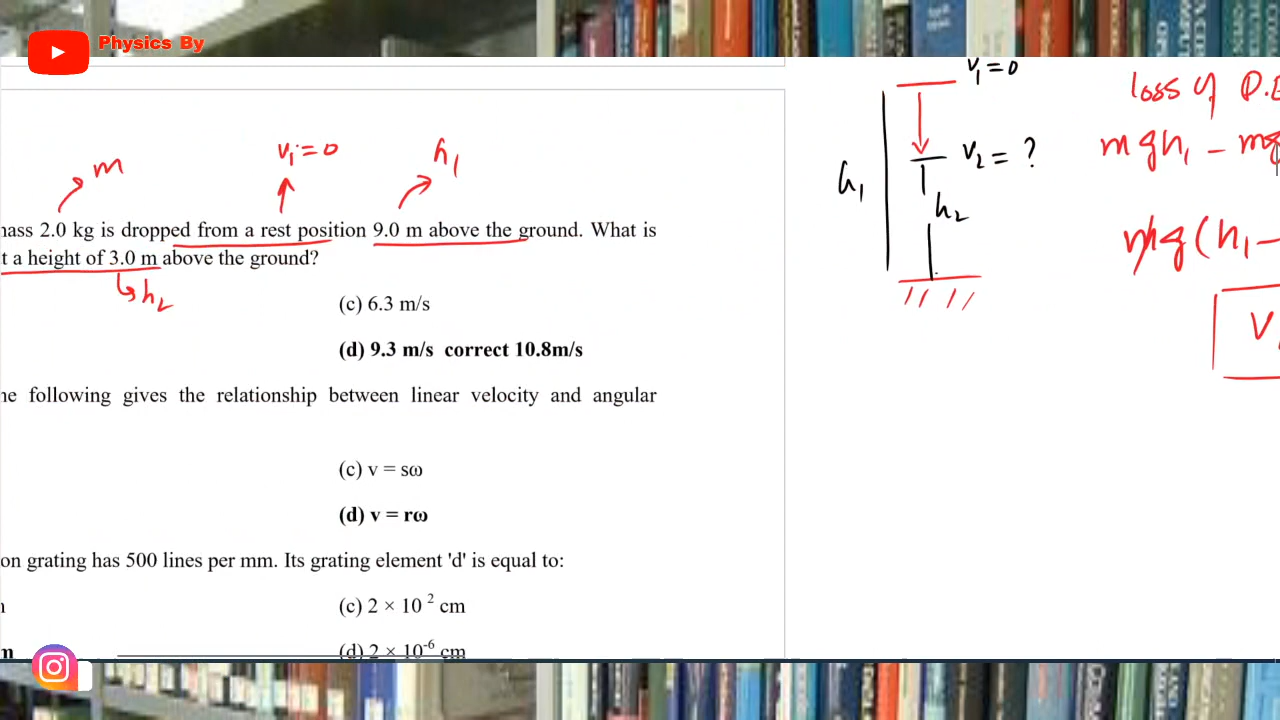 Physics By
m
v₁ = 0
h₁
mass 2.0 kg is dropped from a rest position 9.0 m above the ground. What is
t a height of 3.0 m above the ground?
h₂
(c) 6.3 m/s
(d) 9.3 m/s correct 10.8m/s
he following gives the relationship between linear velocity and angular
(c) v = sω
(d) v = rω
on grating has 500 lines per mm. Its grating element 'd' is equal to:
(c) 2 × 10 ² cm
m
(d) 2 × 10⁻⁶ cm
v₁ = 0
v₂ = ?
h₁
h₂
loss of P.E
mgh₁ - mg
mg(h₁ -
V